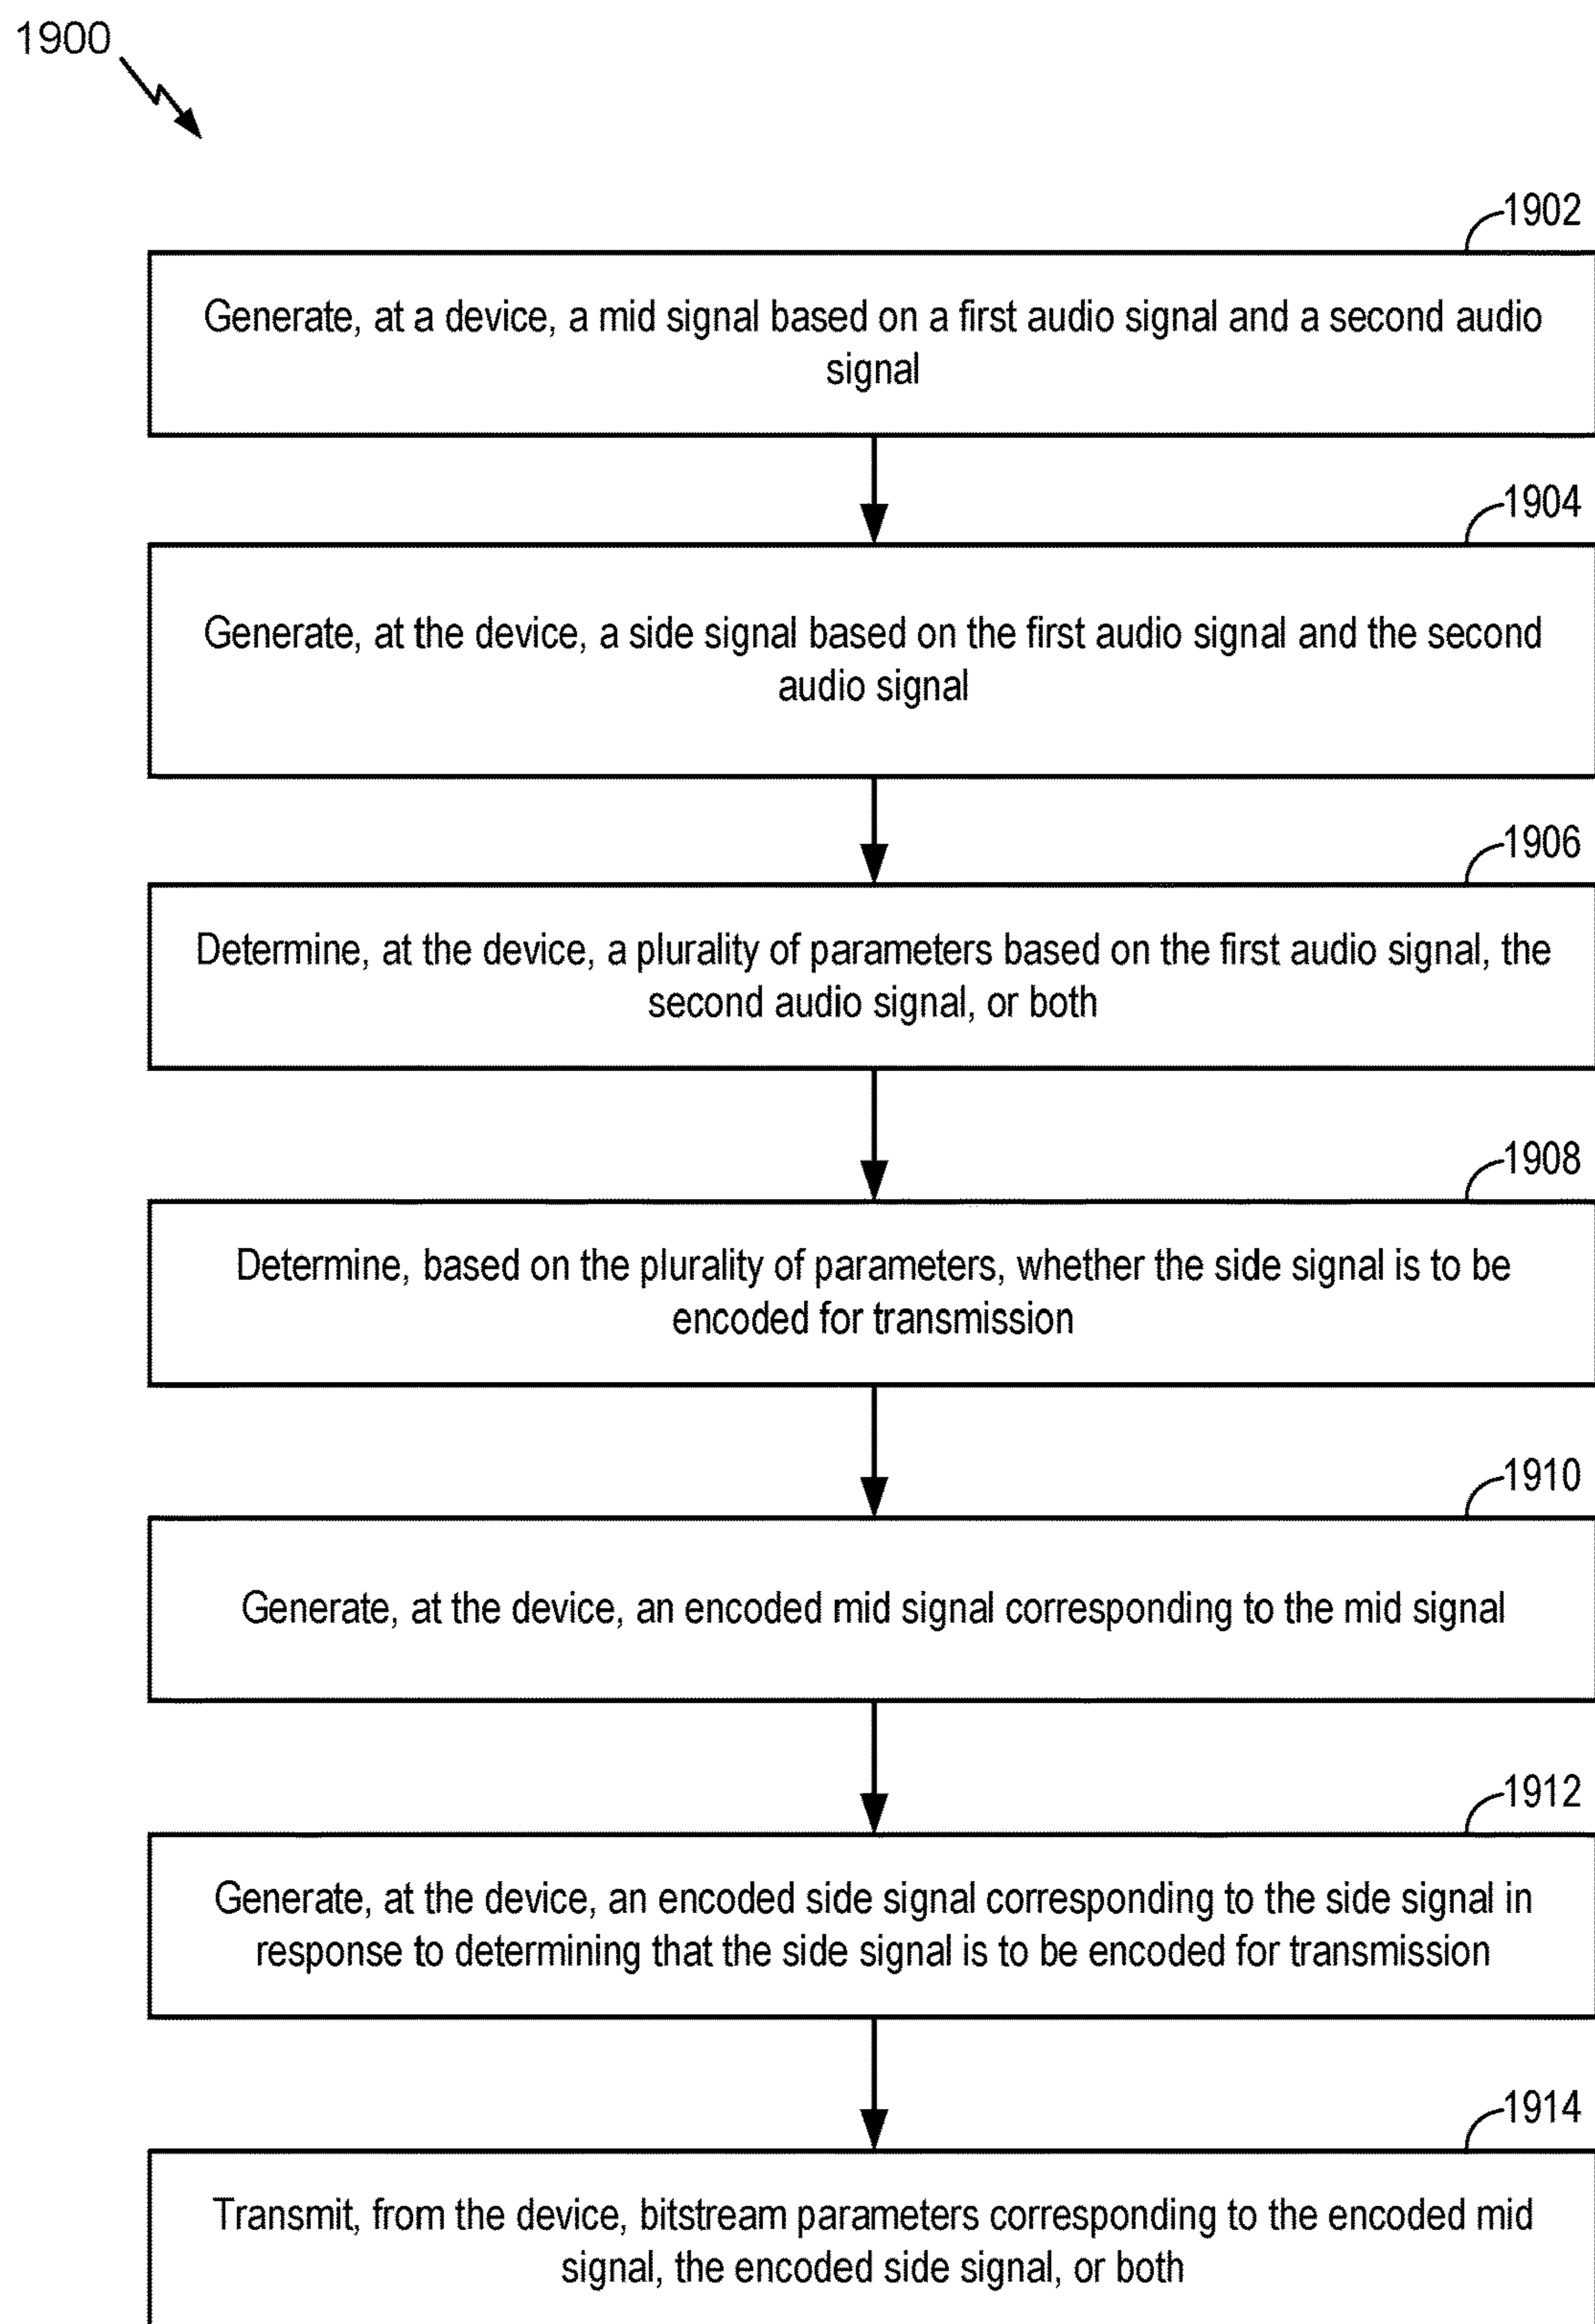 1900
1902
Generate, at a device, a mid signal based on a first audio signal and a second audio
signal
1904
Generate, at the device, a side signal based on the first audio signal and the second
audio signal
1906
Determine, at the device, a plurality of parameters based on the first audio signal, the
second audio signal, or both
1908
Determine, based on the plurality of parameters, whether the side signal is to be
encoded for transmission
1910
Generate, at the device, an encoded mid signal corresponding to the mid signal
1912
Generate, at the device, an encoded side signal corresponding to the side signal in
response to determining that the side signal is to be encoded for transmission
1914
Transmit, from the device, bitstream parameters corresponding to the encoded mid
signal, the encoded side signal, or both